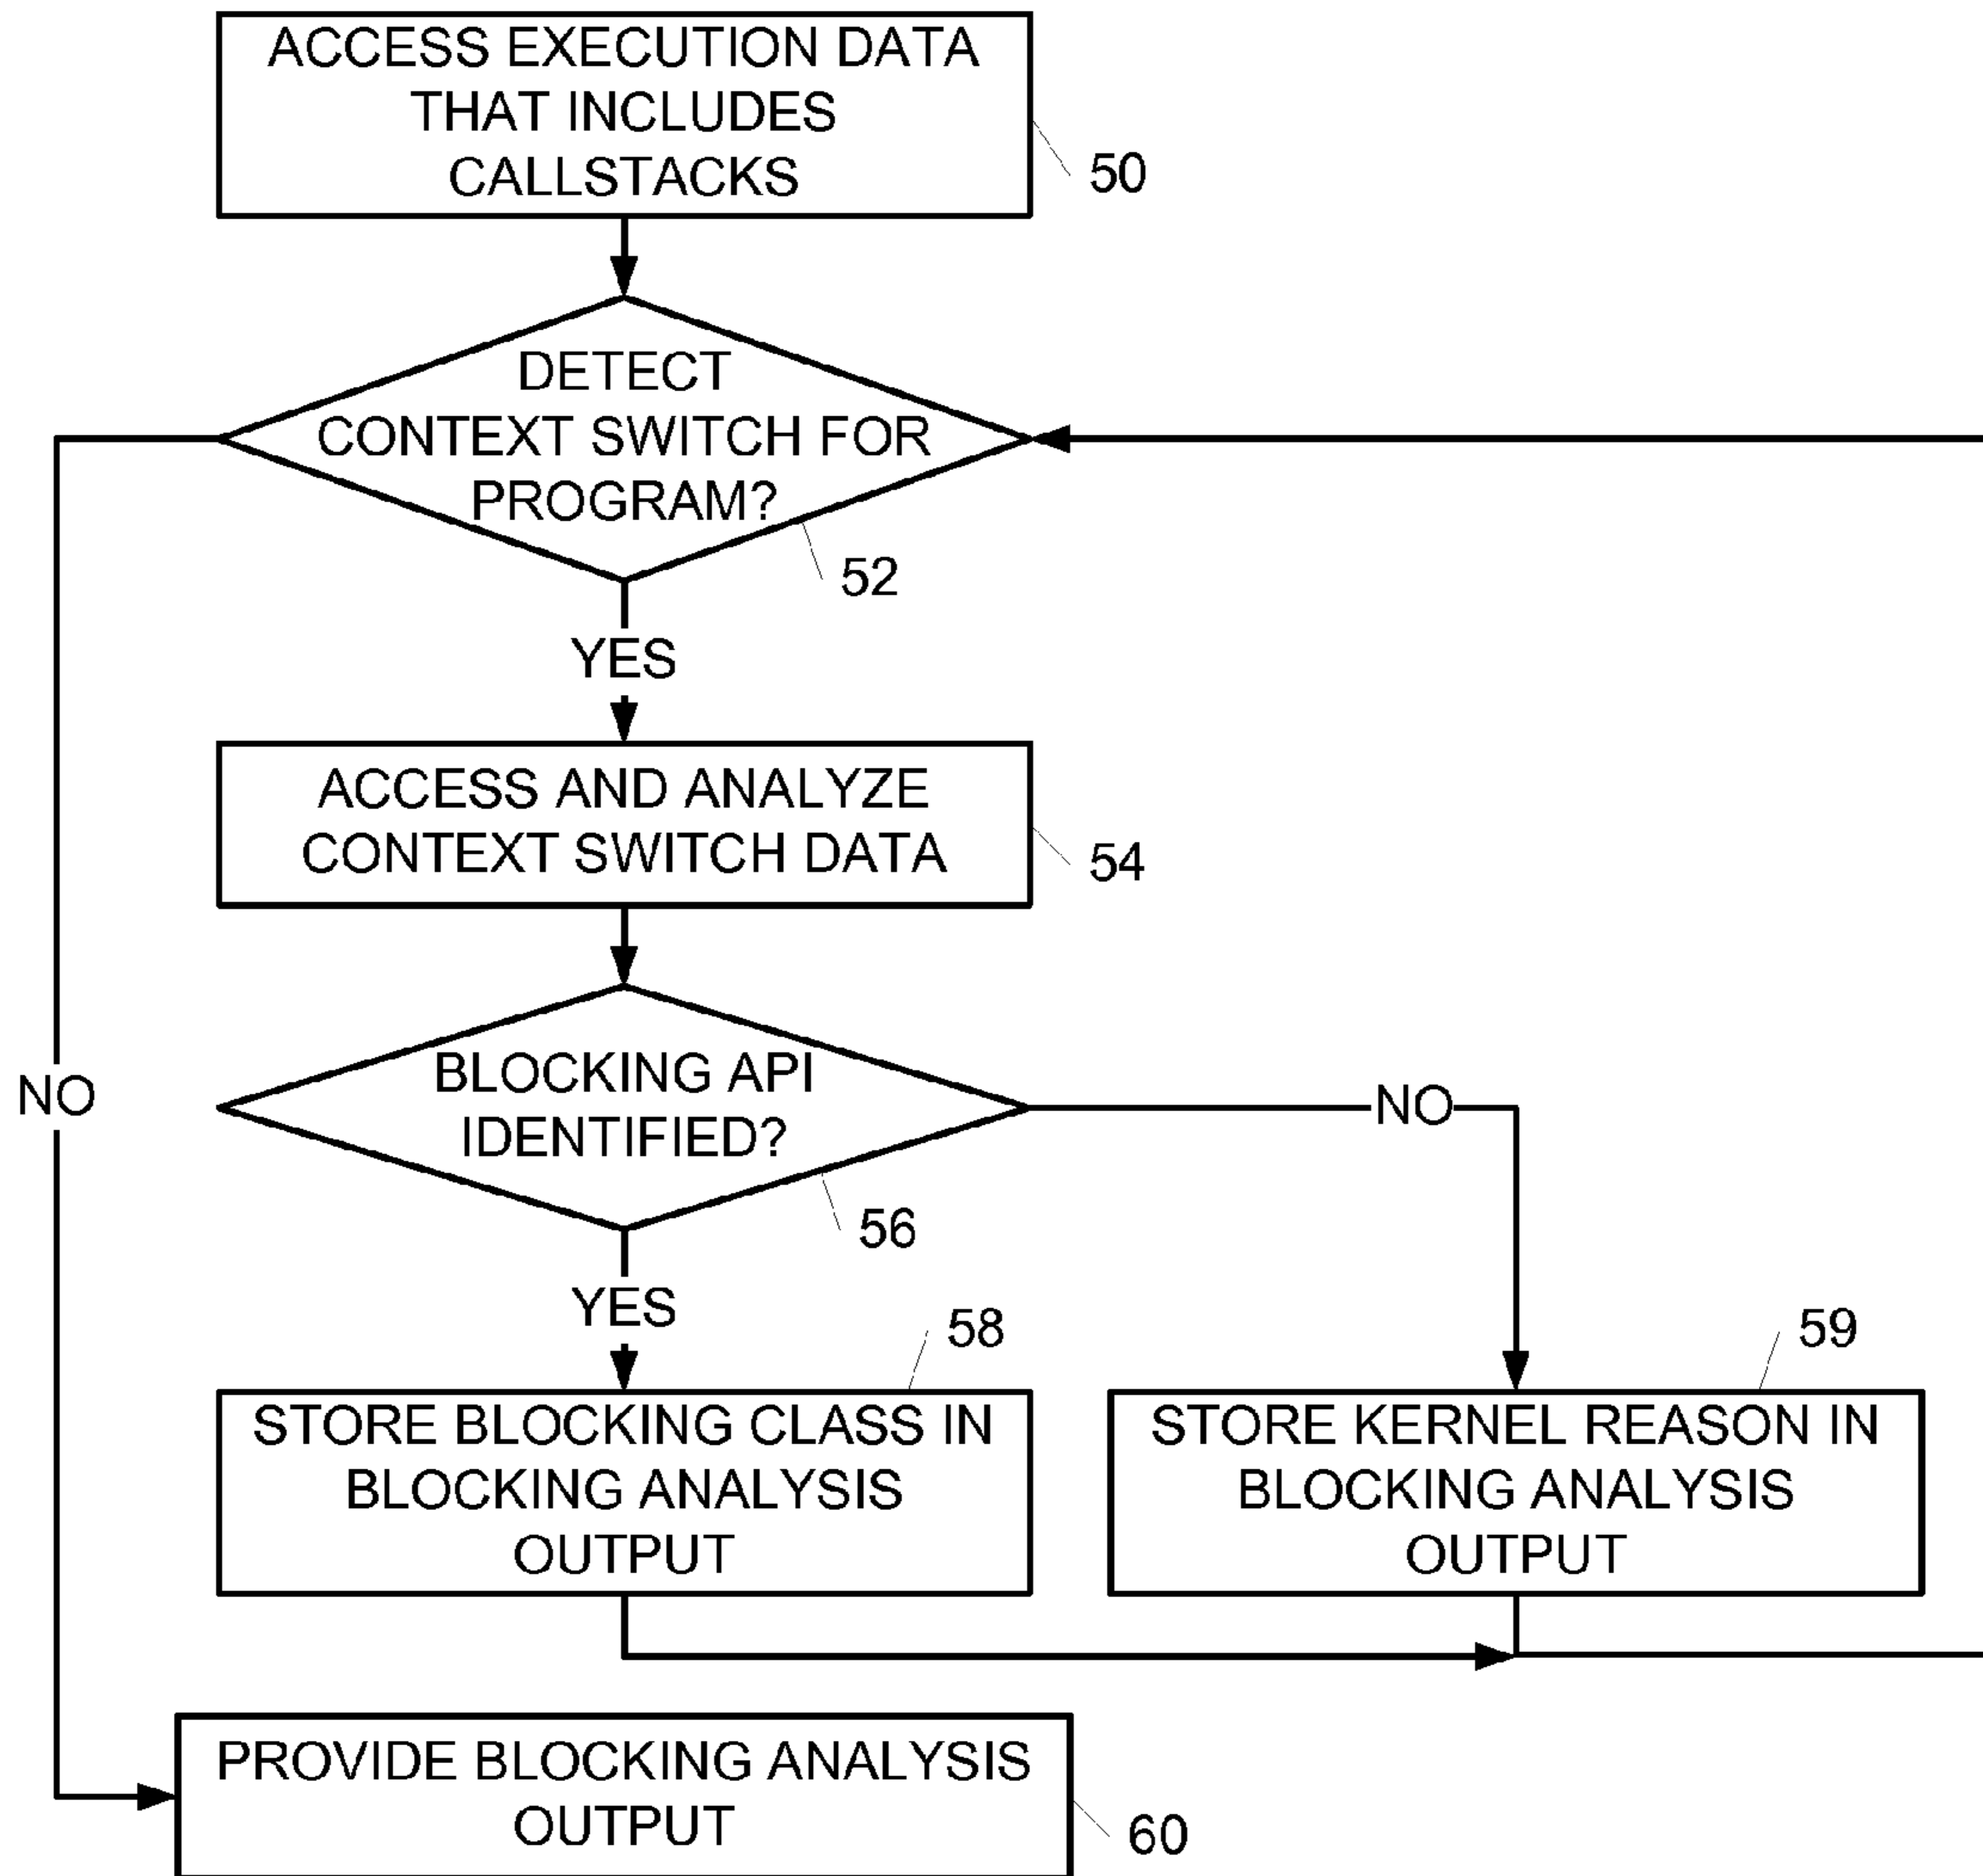 ACCESS EXECUTION DATA
THAT INCLUDES
CALLSTACKS
50
DETECT
CONTEXT SWITCH FOR
PROGRAM?
52
YES
ACCESS AND ANALYZE
CONTEXT SWITCH DATA
54
BLOCKING API
IDENTIFIED?
NO
NO
56
YES
58
59
STORE BLOCKING CLASS IN
BLOCKING ANALYSIS
OUTPUT
STORE KERNEL REASON IN
BLOCKING ANALYSIS
OUTPUT
PROVIDE BLOCKING ANALYSIS
OUTPUT
60